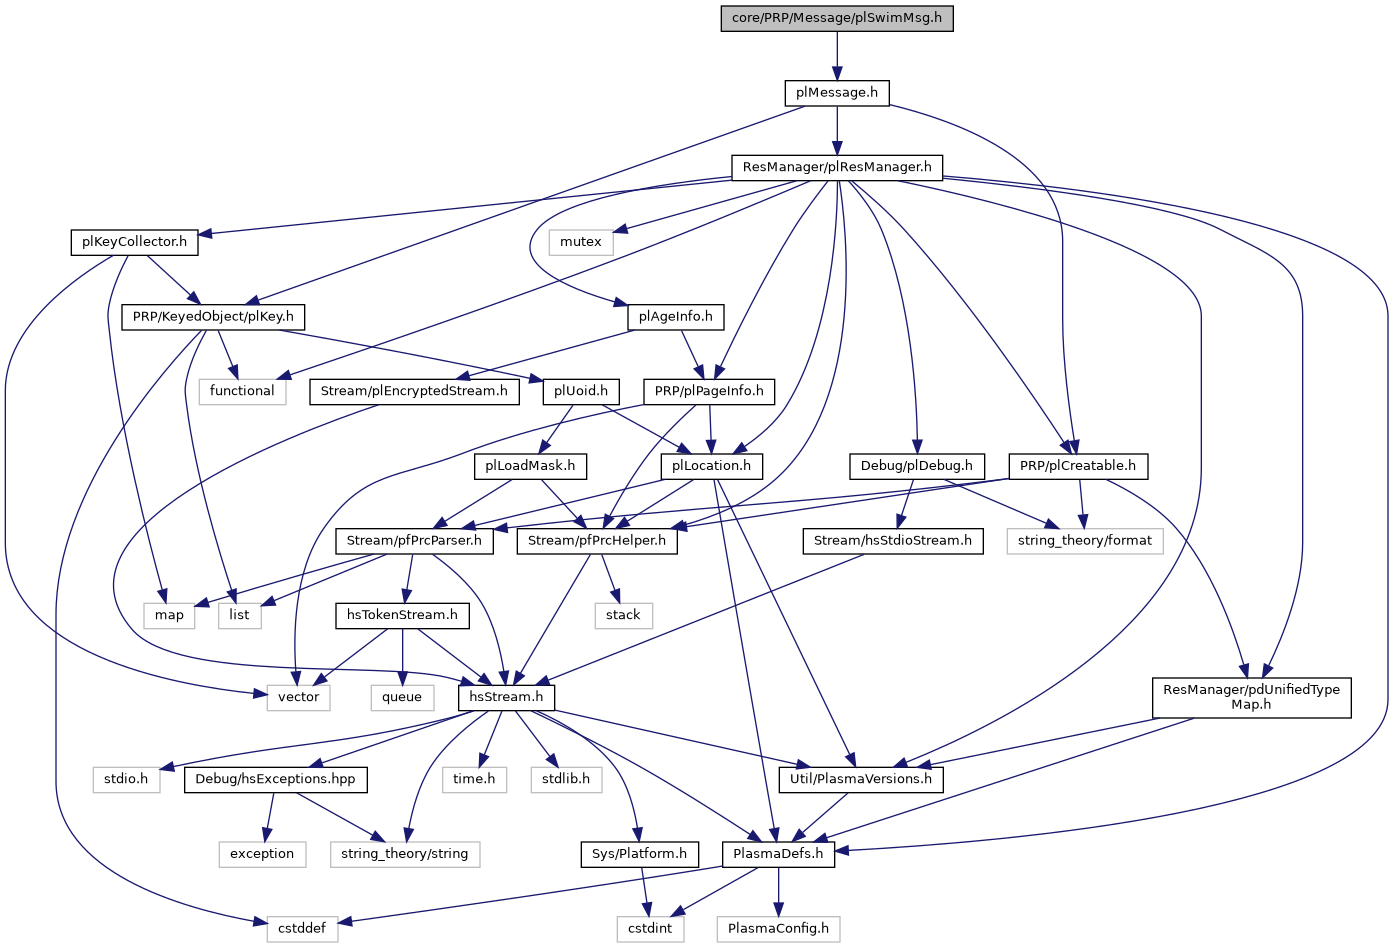 core/PRP/Message/plSwimMsg.h
plMessage.h
ResManager/plResManager.h
plKeyCollector.h
mutex
PRP/KeyedObject/plKey.h
plAgeInfo.h
functional
Stream/plEncryptedStream.h
plUoid.h
PRP/plPageInfo.h
plLoadMask.h
plLocation.h
Debug/plDebug.h
PRP/plCreatable.h
Stream/pfPrcParser.h
Stream/pfPrcHelper.h
Stream/hsStdioStream.h
string_theory/format
map
list
hsTokenStream.h
stack
vector
queue
hsStream.h
ResManager/pdUnifiedType
Map.h
stdio.h
Debug/hsExceptions.hpp
time.h
stdlib.h
Util/PlasmaVersions.h
exception
string_theory/string
Sys/Platform.h
PlasmaDefs.h
cstddef
cstdint
PlasmaConfig.h